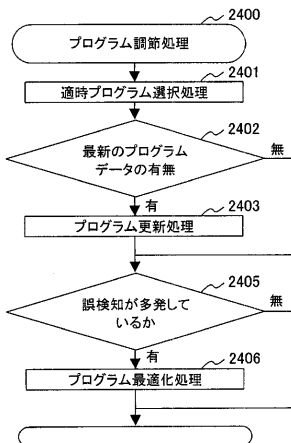 2400
プログラム調節処理
2401
適時プログラム選択処理
2402
最新のプログラム
データの有無
無
有
2403
プログラム更新処理
2405
誤検知が多発して
いるか
無
有
2406
プログラム最適化処理